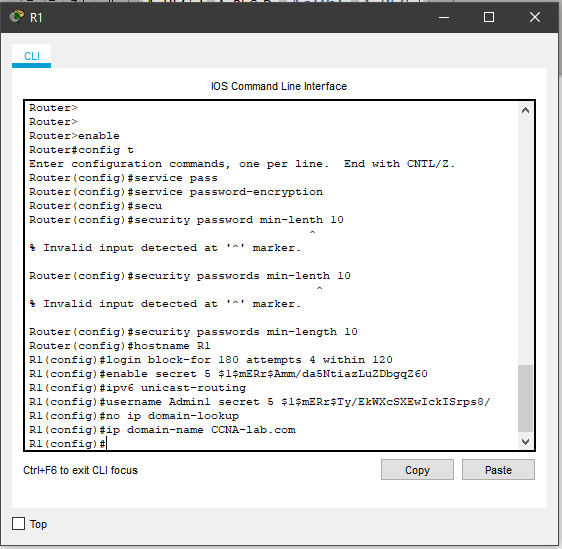 R1
CLI
IOS Command Line Interface
Router>
Router>
Router>enable
Router#config t
Enter configuration commands, one per line.  End with CNTL/Z.
Router(config)#service pass
Router(config)#service password-encryption
Router(config)#secu
Router(config)#security password min-lenth 10
^
% Invalid input detected at '^' marker.
Router(config)#security passwords min-lenth 10
^
% Invalid input detected at '^' marker.
Router(config)#security passwords min-length 10
Router(config)#hostname R1
R1(config)#login block-for 180 attempts 4 within 120
R1(config)#enable secret 5 $1$mERr$Amm/da5NtiazLuZDbgqZ60
R1(config)#ipv6 unicast-routing
R1(config)#username Admin1 secret 5 $1$mERr$Ty/EkWXcSXEwIckISrps8/
R1(config)#no ip domain-lookup
R1(config)#ip domain-name CCNA-lab.com
R1(config)#
Ctrl+F6 to exit CLI focus
Copy
Paste
Top